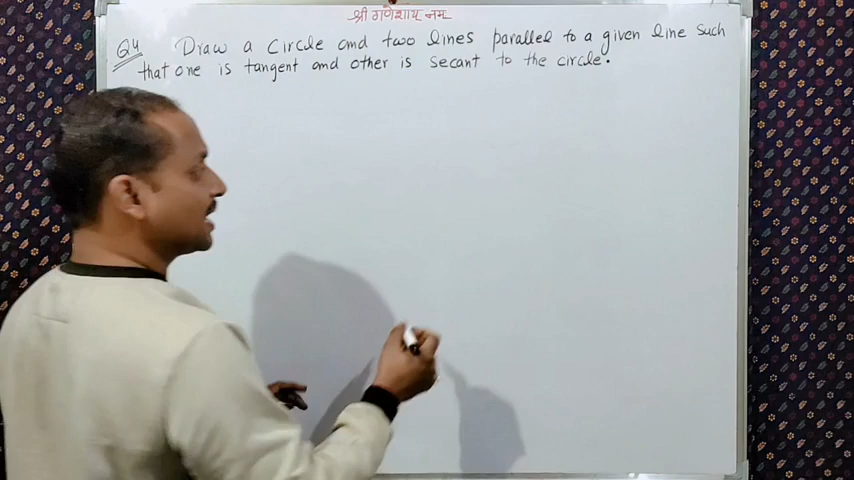 श्री गणेशाय नमः
Q4 Draw a circle and two lines parallel to a given line such
that one is tangent and other is secant to the circle.